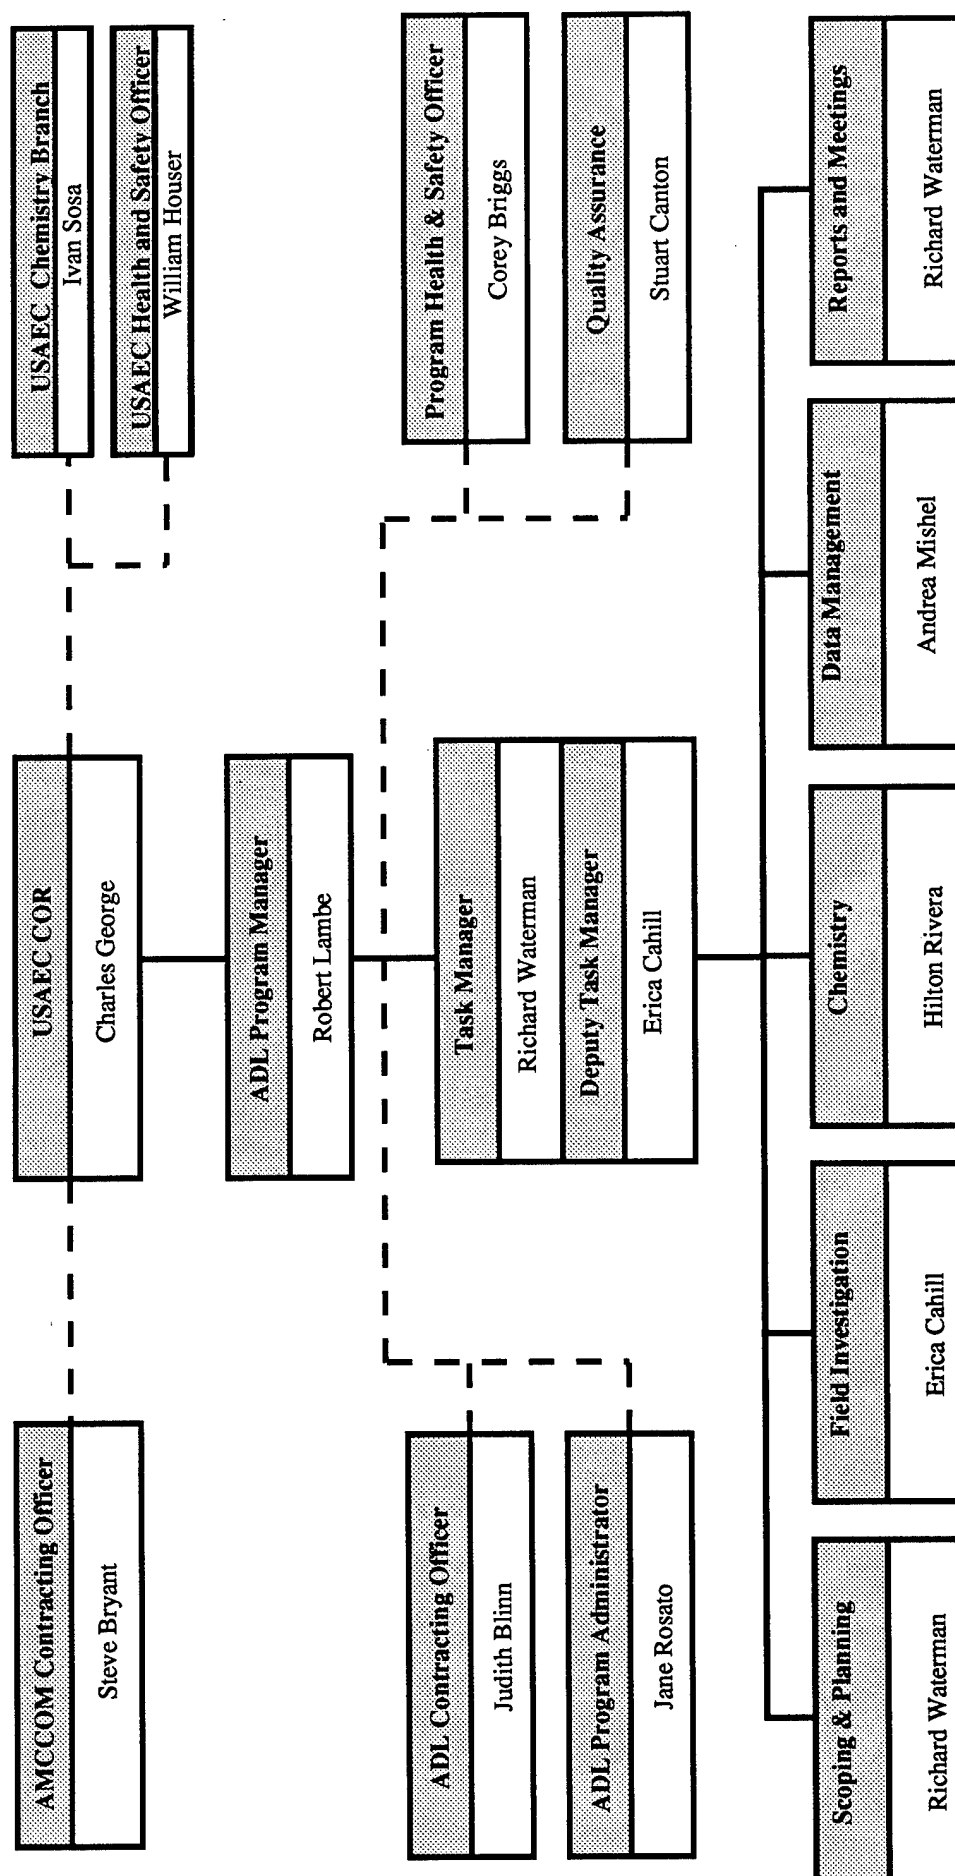 AMCCOM Contracting Officer
Steve Bryant
USAEC COR
Charles George
USAEC Chemistry Branch
Ivan Sosa
USAEC Health and Safety Officer
William Houser
ADL Program Manager
Robert Lambe
ADL Contracting Officer
Judith Blinn
ADL Program Administrator
Jane Rosato
Task Manager
Richard Waterman
Deputy Task Manager
Erica Cahill
Program Health & Safety Officer
Corey Briggs
Quality Assurance
Stuart Canton
Scoping & Planning
Richard Waterman
Field Investigation
Erica Cahill
Chemistry
Hilton Rivera
Data Management
Andrea Mishel
Reports and Meetings
Richard Waterman